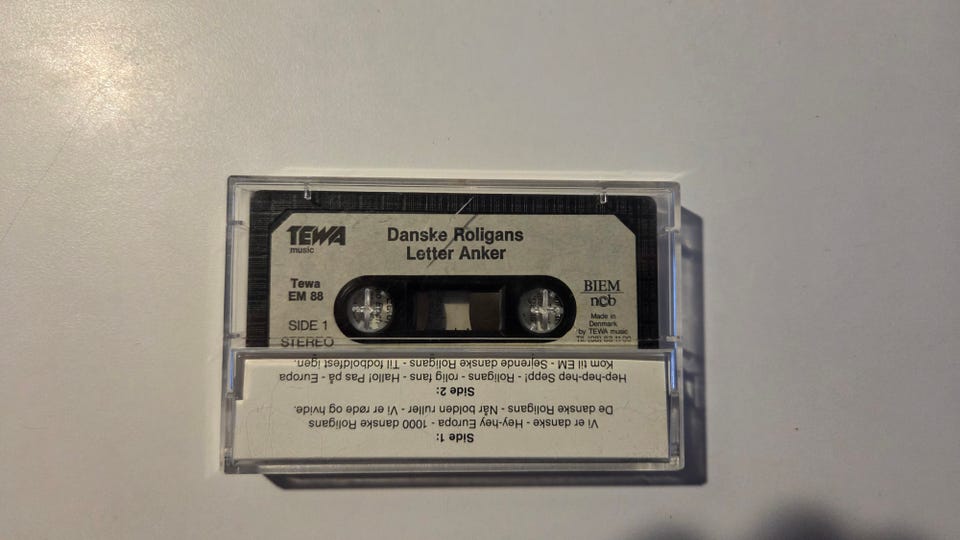 TEWA
music
Danske Roligans
Letter Anker
Tewa
EM 88
BIEM
ncb
Made in
Denmark
by TEWA music
SIDE 1
STEREO
Side 1:
Vi er danske - Hey-hey Europa - 1000 danske Roligans
De danske Roligans - Når bolden ruller - Vi er røde og hvide.
Side 2:
Hep-hep-hep Sepp! - Roligans - rolig fans - Hallo! Pas på - Europa -
Kom til EM - Sejrende danske Roligans - Til fodboldfest igen.